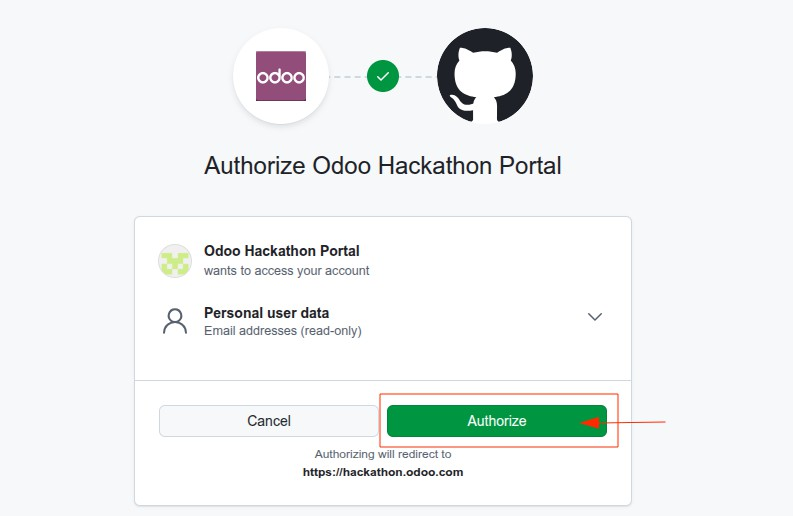 odoo
Authorize Odoo Hackathon Portal
Odoo Hackathon Portal
wants to access your account
Personal user data
Email addresses (read-only)
Cancel
Authorize
Authorizing will redirect to
https://hackathon.odoo.com